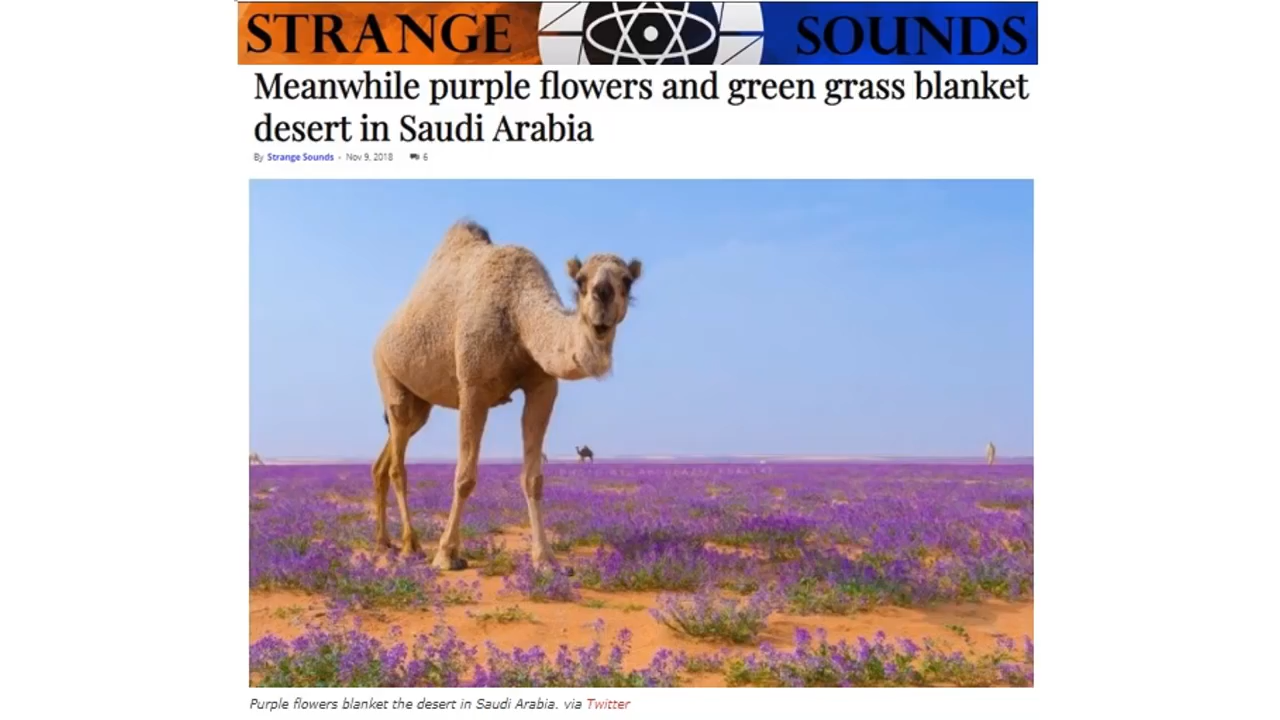 STRANGE SOUNDS
Meanwhile purple flowers and green grass blanket
desert in Saudi Arabia
By Strange Sounds - Nov 9, 2018 6
Purple flowers blanket the desert in Saudi Arabia. via Twitter